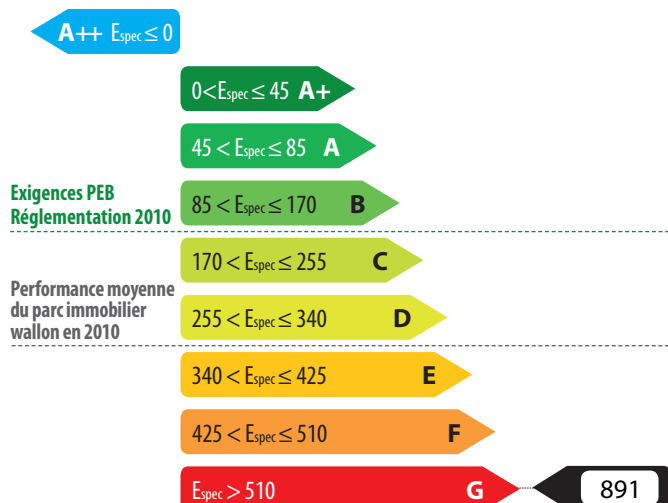 A++ Espec ≤ 0
0 < Espec ≤ 45 A+
45 < Espec ≤ 85 A
Exigences PEB
Réglementation 2010
85 < Espec ≤ 170 B
170 < Espec ≤ 255 C
Performance moyenne
du parc immobilier
wallon en 2010
255 < Espec ≤ 340 D
340 < Espec ≤ 425 E
425 < Espec ≤ 510 F
Espec > 510 G 891